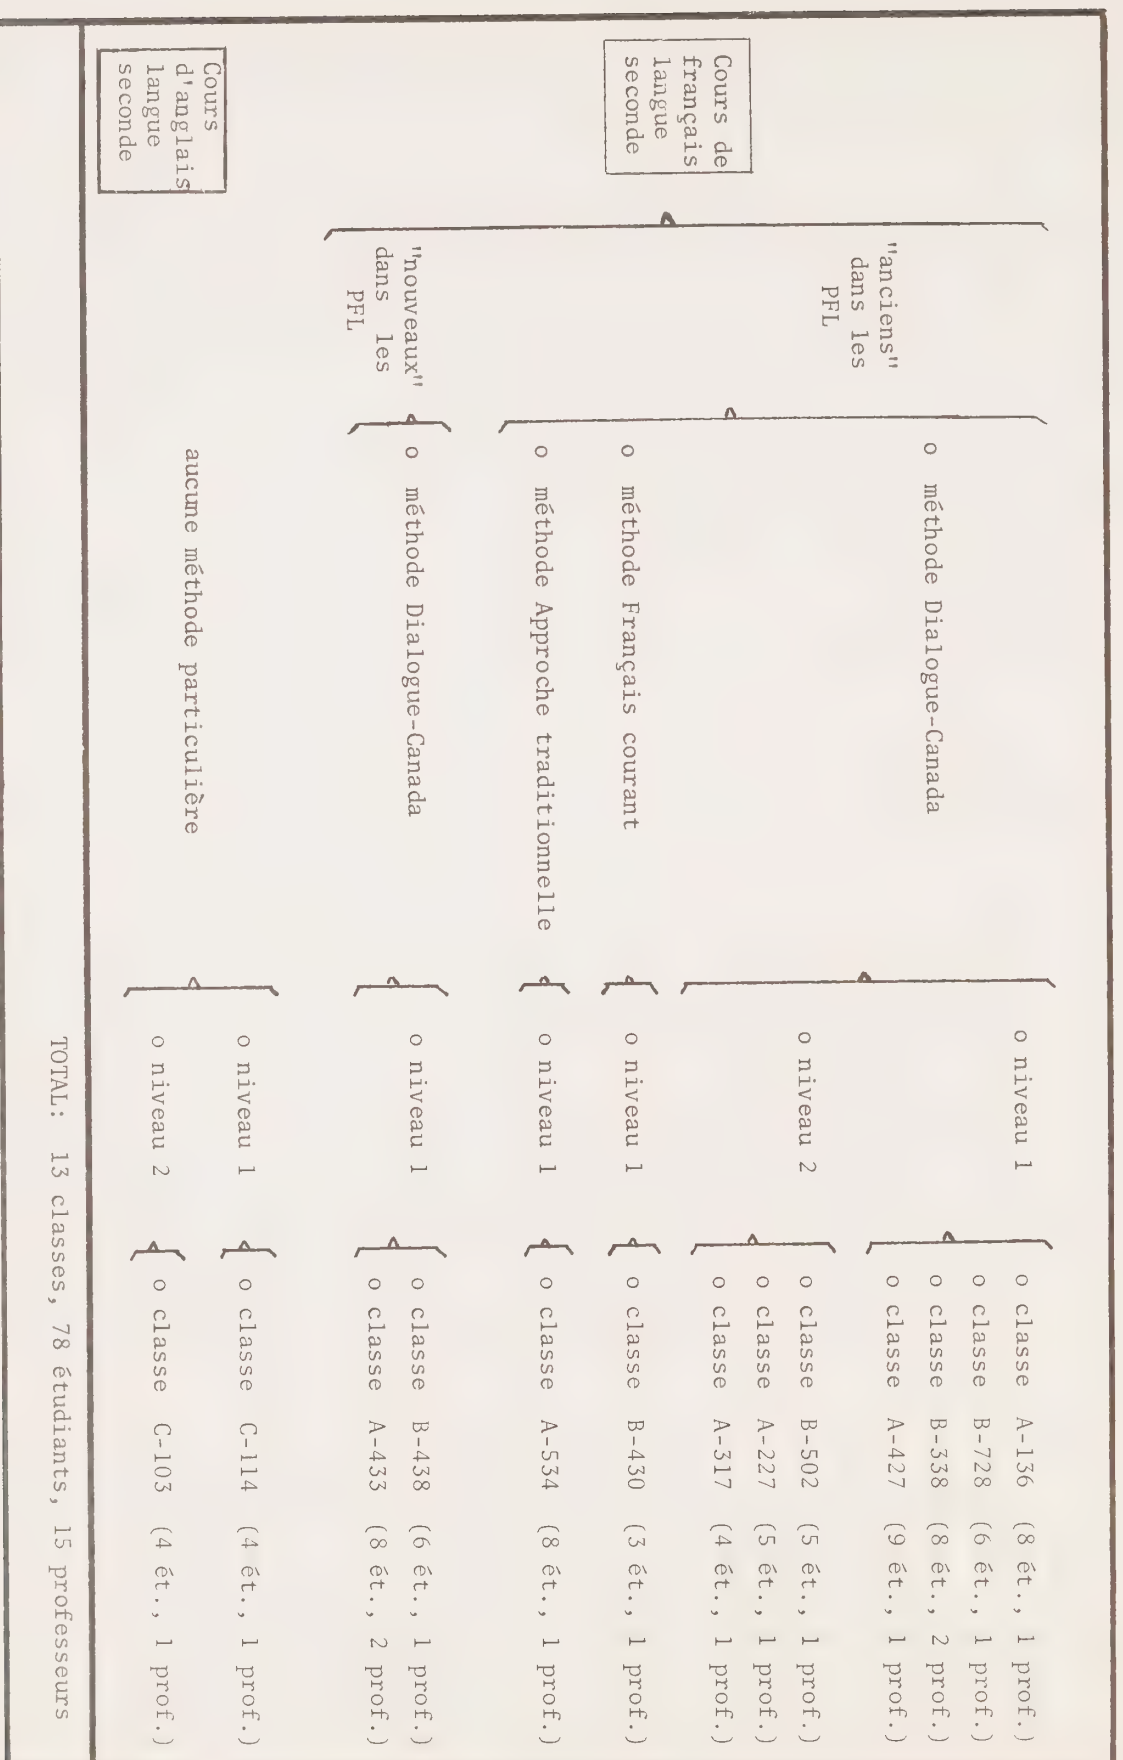 Cours de
français
langue
seconde
"anciens"
dans les
PFL
o méthode Dialogue-Canada
o niveau 1
o classe A-136 (8 ét., 1 prof.)
o classe B-728 (6 ét., 1 prof.)
o classe B-338 (8 ét., 2 prof.)
o classe A-427 (9 ét., 1 prof.)
o niveau 2
o classe B-502 (5 ét., 1 prof.)
o classe A-227 (5 ét., 1 prof.)
o classe A-317 (4 ét., 1 prof.)
o méthode Français courant
o niveau 1
o classe B-430 (3 ét., 1 prof.)
o méthode Approche traditionnelle
o niveau 1
o classe A-534 (8 ét., 1 prof.)
"nouveaux"
dans les
PFL
o méthode Dialogue-Canada
o niveau 1
o classe B-438 (6 ét., 1 prof.)
o classe A-433 (8 ét., 2 prof.)
Cours
d'anglais
langue
seconde
aucune méthode particulière
o niveau 1
o classe C-114 (4 ét., 1 prof.)
o niveau 2
o classe C-103 (4 ét., 1 prof.)
TOTAL: 13 classes, 78 étudiants, 15 professeurs